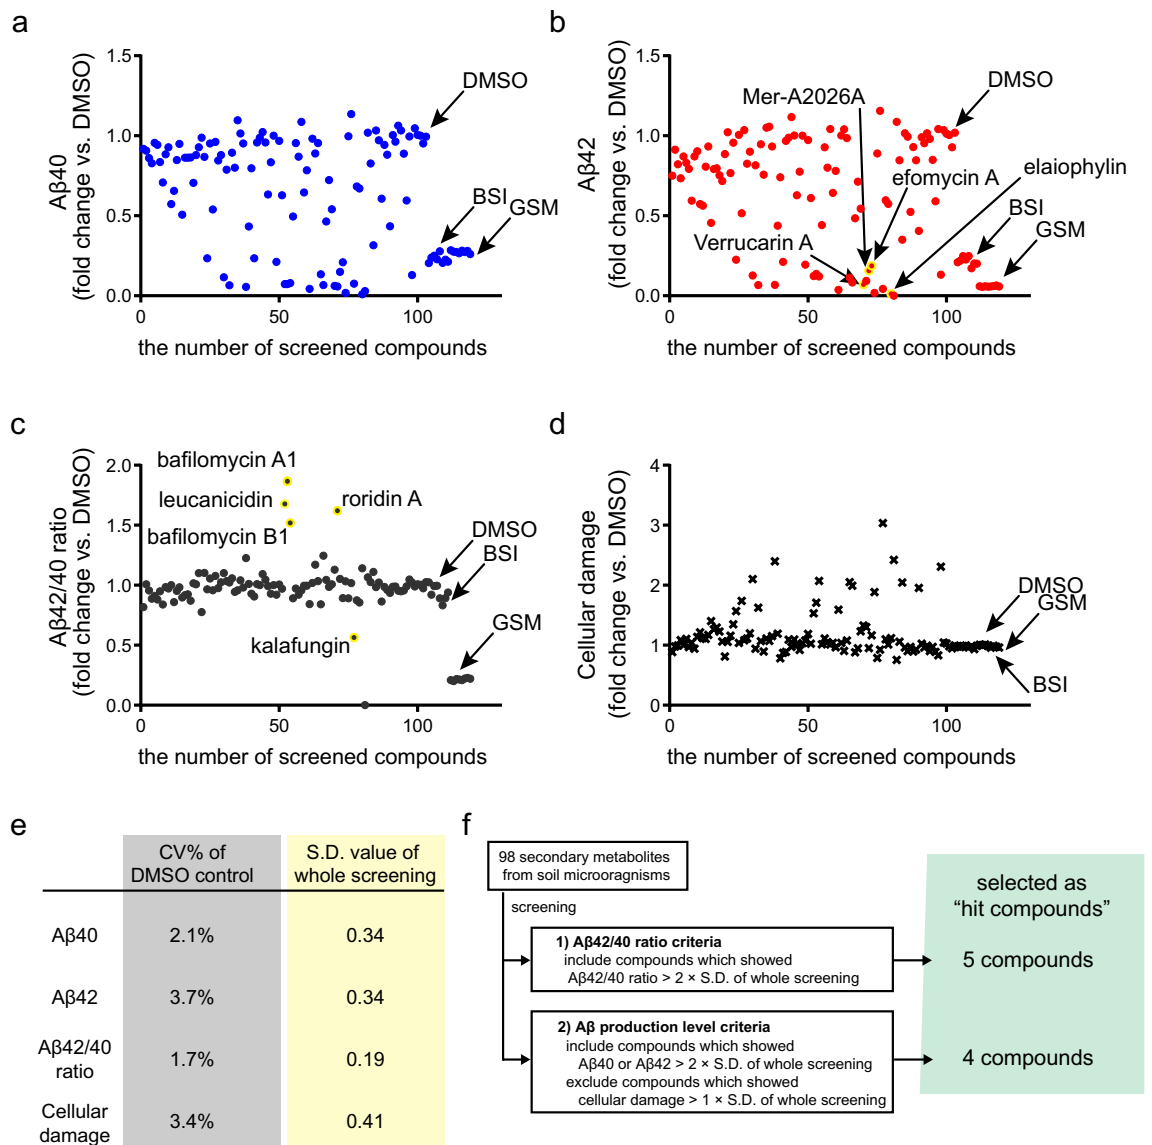 a
Aβ40
(fold change vs. DMSO)
1.5
1.0
0.5
0.0
0
50
100
the number of screened compounds
DMSO
BSI
GSM
b
Aβ42
(fold change vs. DMSO)
1.5
1.0
0.5
0.0
0
50
100
the number of screened compounds
Mer-A2026A
DMSO
efomycin A
elaiophylin
Verrucarin A
BSI
GSM
c
Aβ42/40 ratio
(fold change vs. DMSO)
2.0
1.5
1.0
0.5
0.0
0
50
100
the number of screened compounds
bafilomycin A1
leucanicidin
roridin A
bafilomycin B1
DMSO
BSI
kalafungin
GSM
d
Cellular damage
(fold change vs. DMSO)
4
3
2
1
0
0
50
100
the number of screened compounds
DMSO
GSM
BSI
e
CV% of
DMSO control
S.D. value of
whole screening
Aβ40
2.1%
0.34
Aβ42
3.7%
0.34
Aβ42/40
ratio
1.7%
0.19
Cellular
damage
3.4%
0.41
f
98 secondary metabolites
from soil microoragnisms
screening
1) Aβ42/40 ratio criteria
include compounds which showed
Aβ42/40 ratio > 2 × S.D. of whole screening
2) Aβ production level criteria
include compounds which showed
Aβ40 or Aβ42 > 2 × S.D. of whole screening
exclude compounds which showed
cellular damage > 1 × S.D. of whole screening
selected as
“hit compounds”
5 compounds
4 compounds